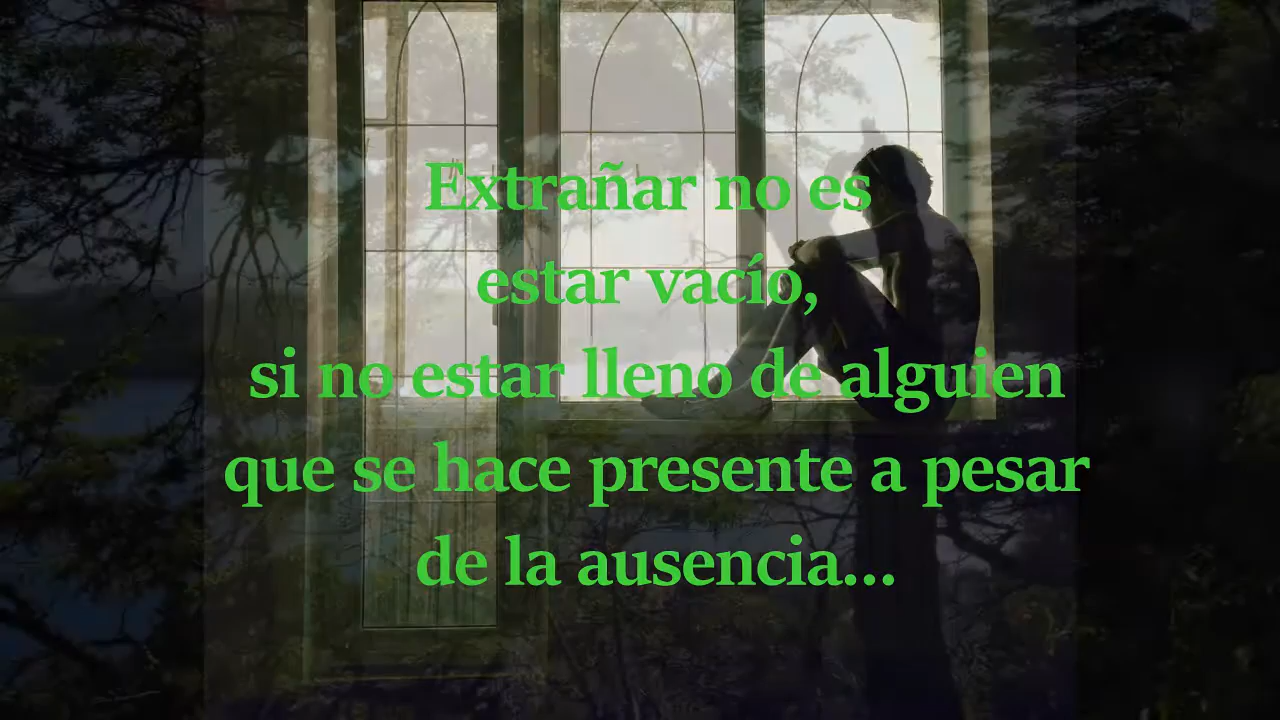 Extrañar no es
estar vacío,
si no estar lleno de alguien
que se hace presente a pesar
de la ausencia...